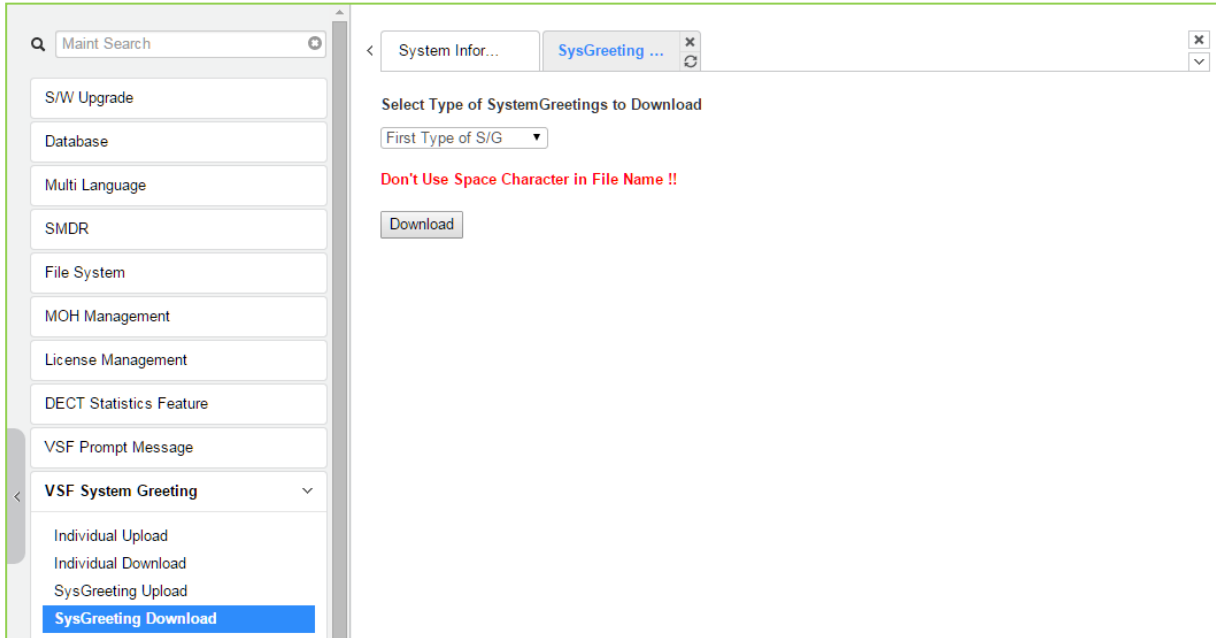 Maint Search
S/W Upgrade
Database
Multi Language
SMDR
File System
MOH Management
License Management
DECT Statistics Feature
VSF Prompt Message
VSF System Greeting
Individual Upload
Individual Download
SysGreeting Upload
SysGreeting Download
System Infor...
SysGreeting ...
Select Type of SystemGreetings to Download
First Type of S/G
Don't Use Space Character in File Name !!
Download